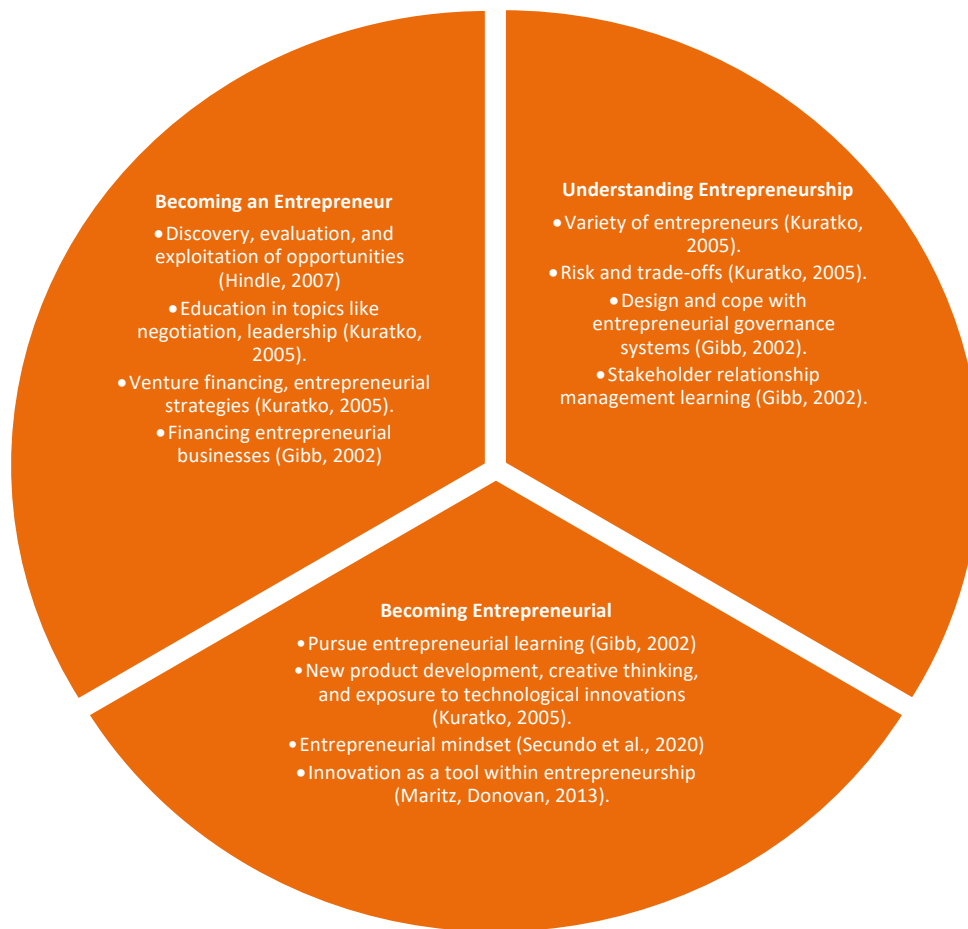 Becoming an Entrepreneur
•Discovery, evaluation, and
exploitation of opportunities
(Hindle, 2007)
•Education in topics like
negotiation, leadership (Kuratko,
2005).
•Venture financing, entrepreneurial
strategies (Kuratko, 2005).
•Financing entrepreneurial
businesses (Gibb, 2002)
Understanding Entrepreneurship
•Variety of entrepreneurs (Kuratko,
2005).
•Risk and trade-offs (Kuratko, 2005).
•Design and cope with
entrepreneurial governance
systems (Gibb, 2002).
•Stakeholder relationship
management learning (Gibb, 2002).
Becoming Entrepreneurial
•Pursue entrepreneurial learning (Gibb, 2002)
•New product development, creative thinking,
and exposure to technological innovations
(Kuratko, 2005).
•Entrepreneurial mindset (Secundo et al., 2020)
•Innovation as a tool within entrepreneurship
(Maritz, Donovan, 2013).